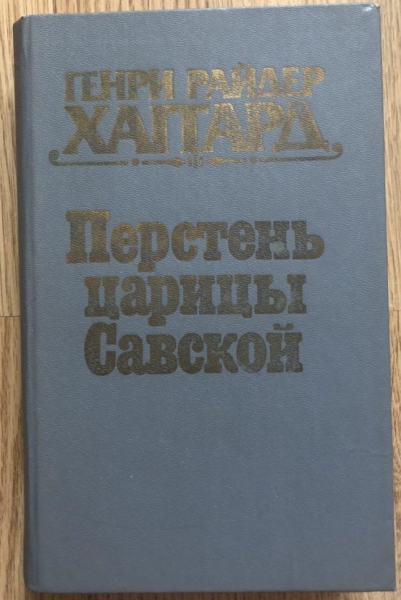 ГЕНРИ РАЙДЕР
ХАГГАРД
Перстень
царицы
Савской